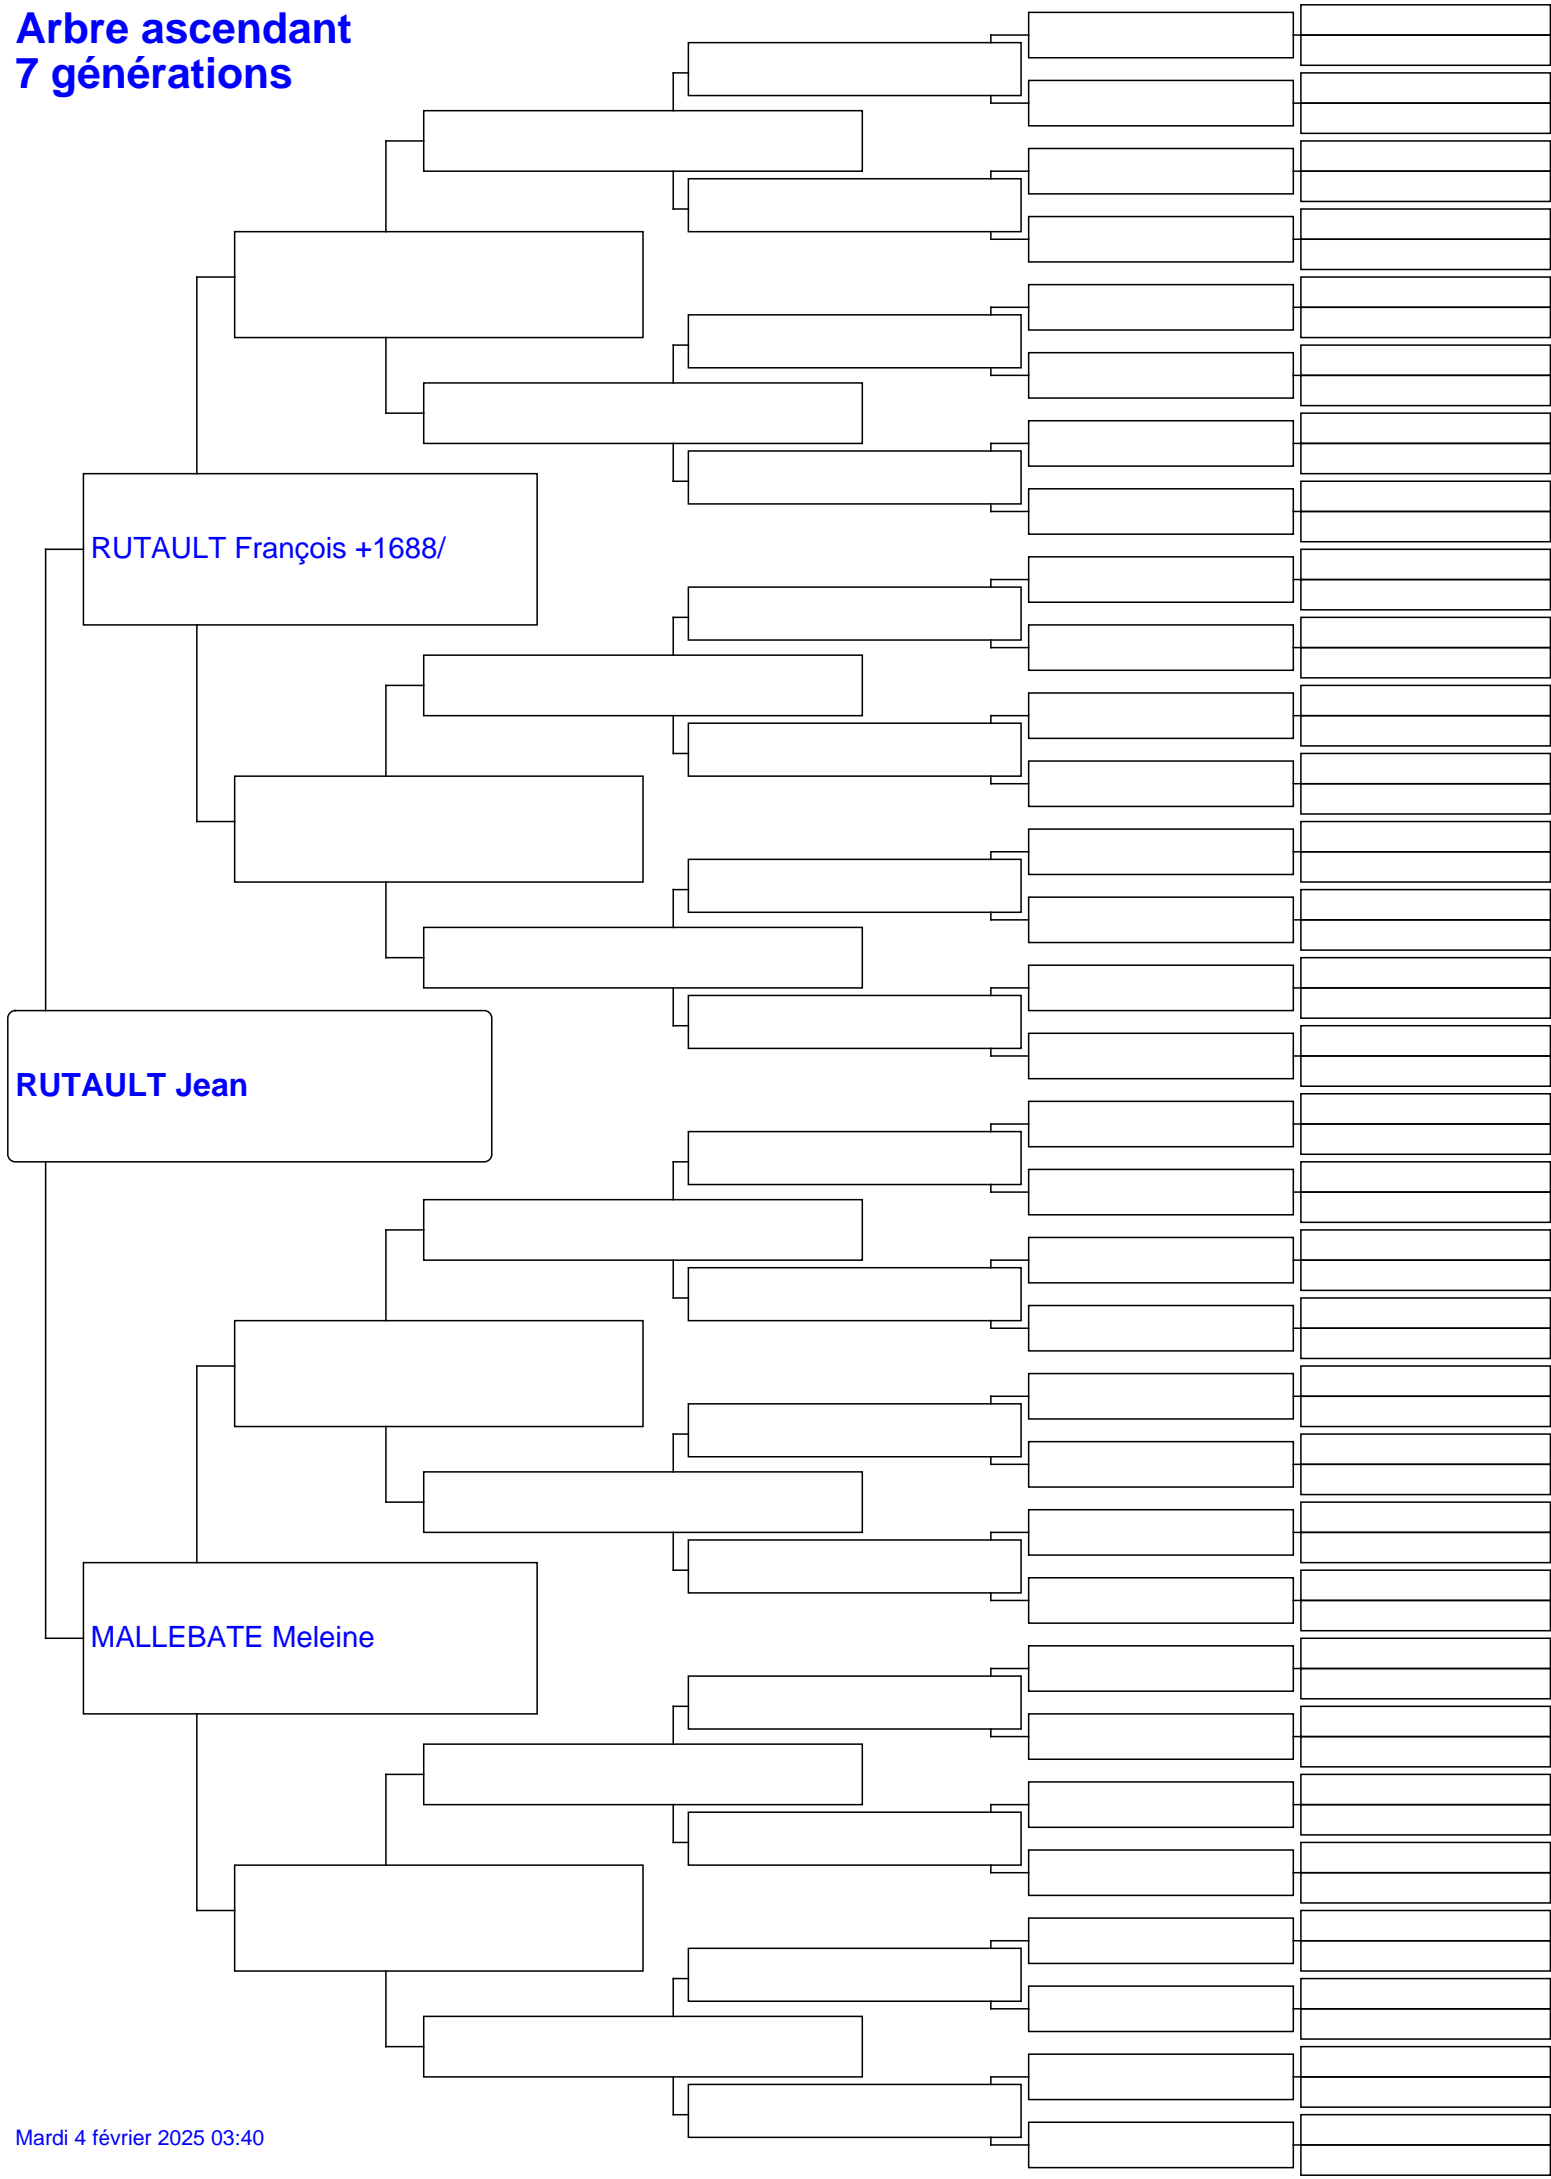 Arbre ascendant
7 générations
RUTAULT François +1688/
RUTAULT Jean
MALLEBATE Meleine
Mardi 4 février 2025 03:40